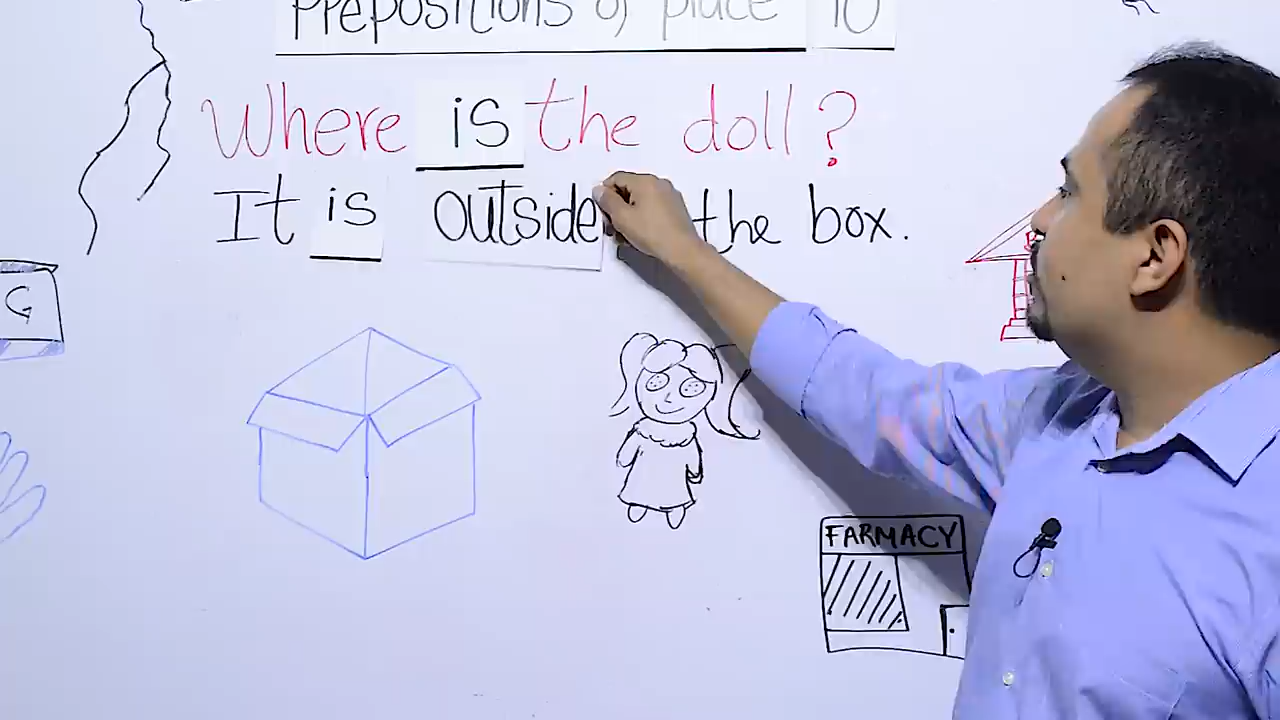 Prepositions of place 10
Where is the doll?
It is outside the box.
G
FARMACY